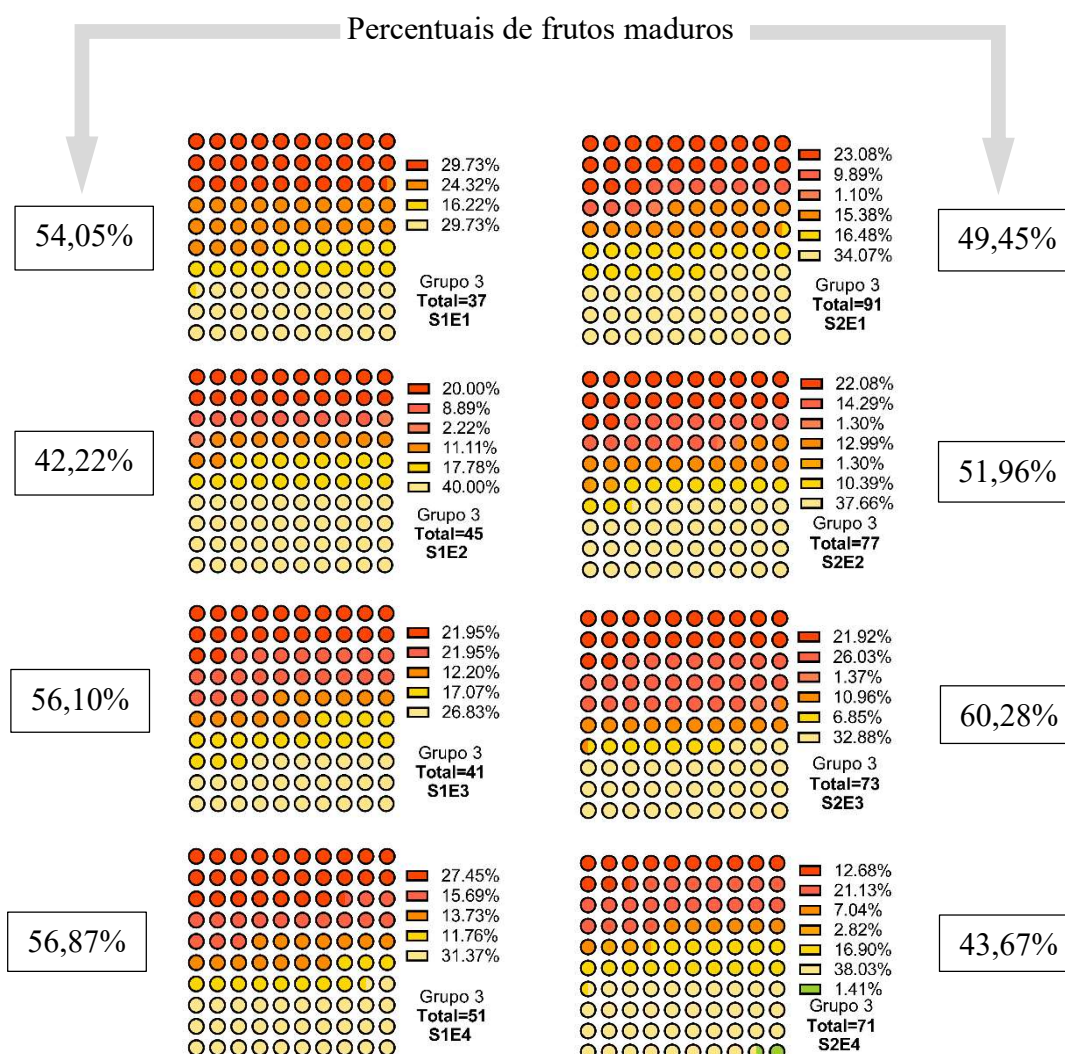 Percentuais de frutos maduros
54,05%
29.73%
24.32%
16.22%
29.73%
Grupo 3
Total=37
S1E1
23.08%
9.89%
1.10%
15.38%
16.48%
34.07%
Grupo 3
Total=91
S2E1
49,45%
42,22%
20.00%
8.89%
2.22%
11.11%
17.78%
40.00%
Grupo 3
Total=45
S1E2
22.08%
14.29%
1.30%
12.99%
1.30%
10.39%
37.66%
Grupo 3
Total=77
S2E2
51,96%
56,10%
21.95%
21.95%
12.20%
17.07%
26.83%
Grupo 3
Total=41
S1E3
21.92%
26.03%
1.37%
10.96%
6.85%
32.88%
Grupo 3
Total=73
S2E3
60,28%
56,87%
27.45%
15.69%
13.73%
11.76%
31.37%
Grupo 3
Total=51
S1E4
12.68%
21.13%
7.04%
2.82%
16.90%
38.03%
1.41%
Grupo 3
Total=71
S2E4
43,67%